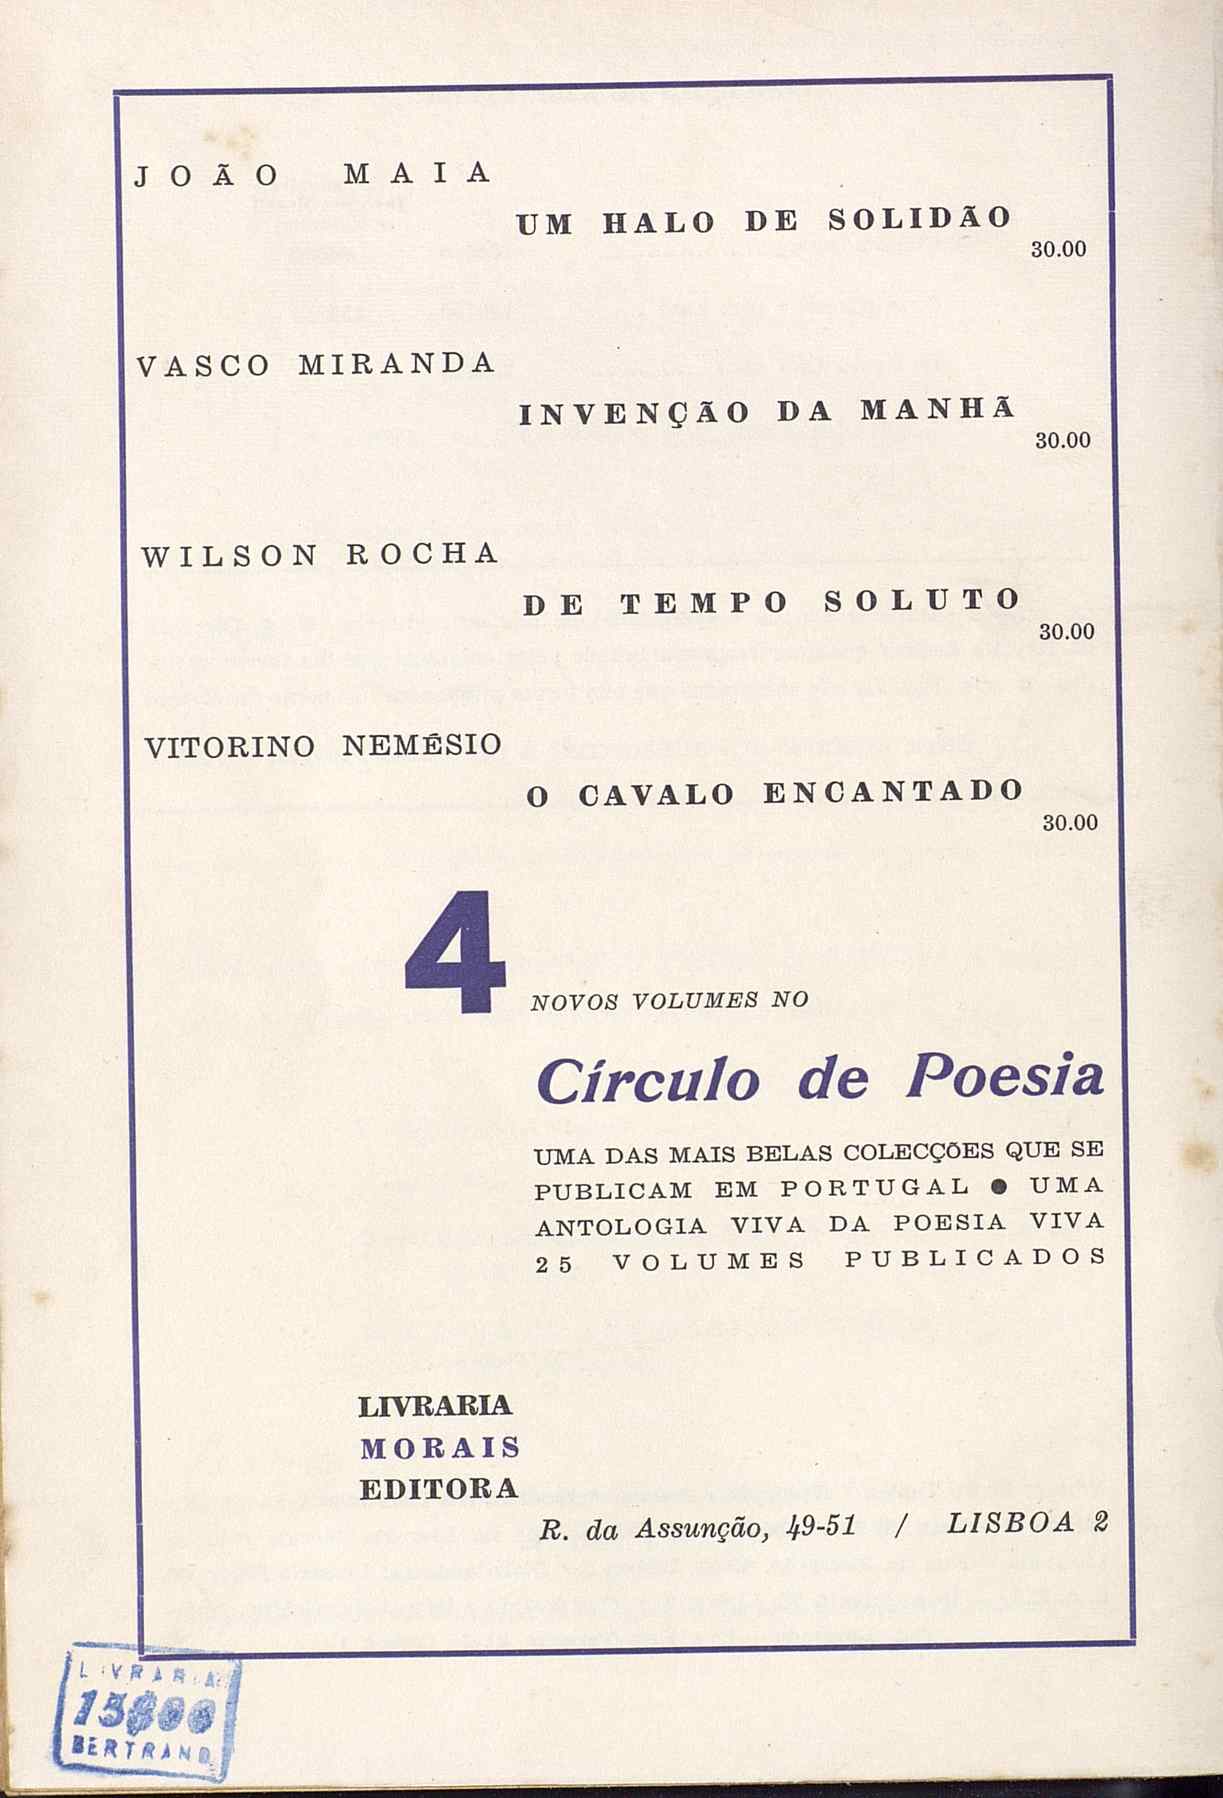 JOÃO MAIA
UM HALO DE SOLIDÃO
30.00
VASCO MIRANDA
INVENÇÃO DA MANHÃ
30.00
WILSON ROCHA
DE TEMPO SOLUTO
30.00
VITORINO NEMÉSIO
O CAVALO ENCANTADO
30.00
4 NOVOS VOLUMES NO
Círculo de Poesia
UMA DAS MAIS BELAS COLECÇÕES QUE SE
PUBLICAM EM PORTUGAL ● UMA
ANTOLOGIA VIVA DA POESIA VIVA
25 VOLUMES PUBLICADOS
LIVRARIA
MORAIS
EDITORA
R. da Assunção, 49-51 / LISBOA 2
LIVRARIA
BERTRAND